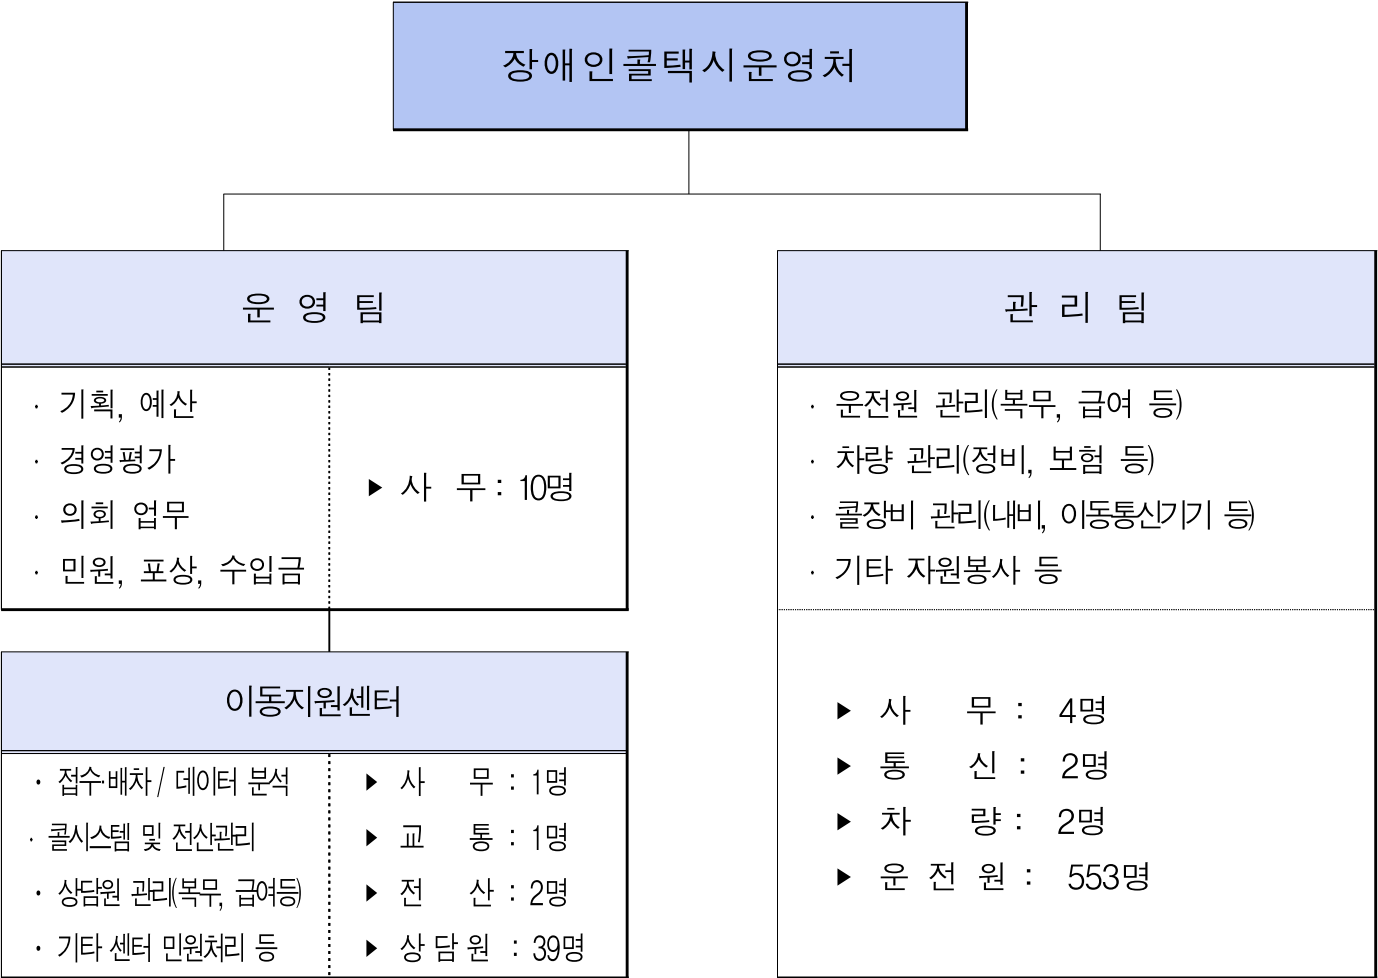 장애인콜택시운영처
운 영 팀
· 기획, 예산
· 경영평가
· 의회 업무
· 민원, 포상, 수입금
▶ 사 무 : 10명
이동지원센터
· 접수·배차 / 데이터 분석
· 콜시스템 및 전산관리
· 상담원 관리(복무, 급여등)
· 기타 센터 민원처리 등
▶ 사 무 : 1명
▶ 교 통 : 1명
▶ 전 산 : 2명
▶ 상 담 원 : 39명
관 리 팀
· 운전원 관리(복무, 급여 등)
· 차량 관리(정비, 보험 등)
· 콜장비 관리(내비, 이동통신기기 등)
· 기타 자원봉사 등
▶ 사 무 : 4명
▶ 통 신 : 2명
▶ 차 량 : 2명
▶ 운 전 원 : 553명